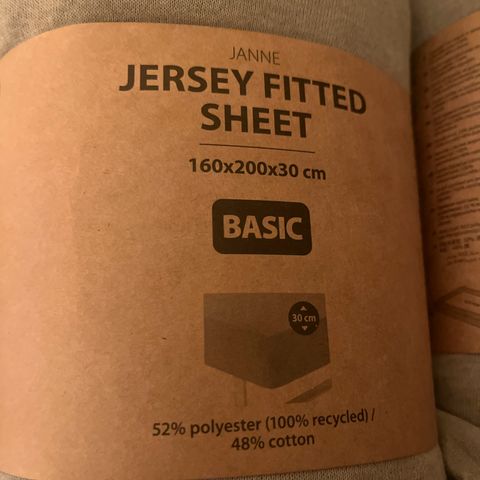 JANNE
JERSEY FITTED
SHEET
160x200x30 cm
BASIC
30 cm
52% polyester (100% recycled) /
48% cotton